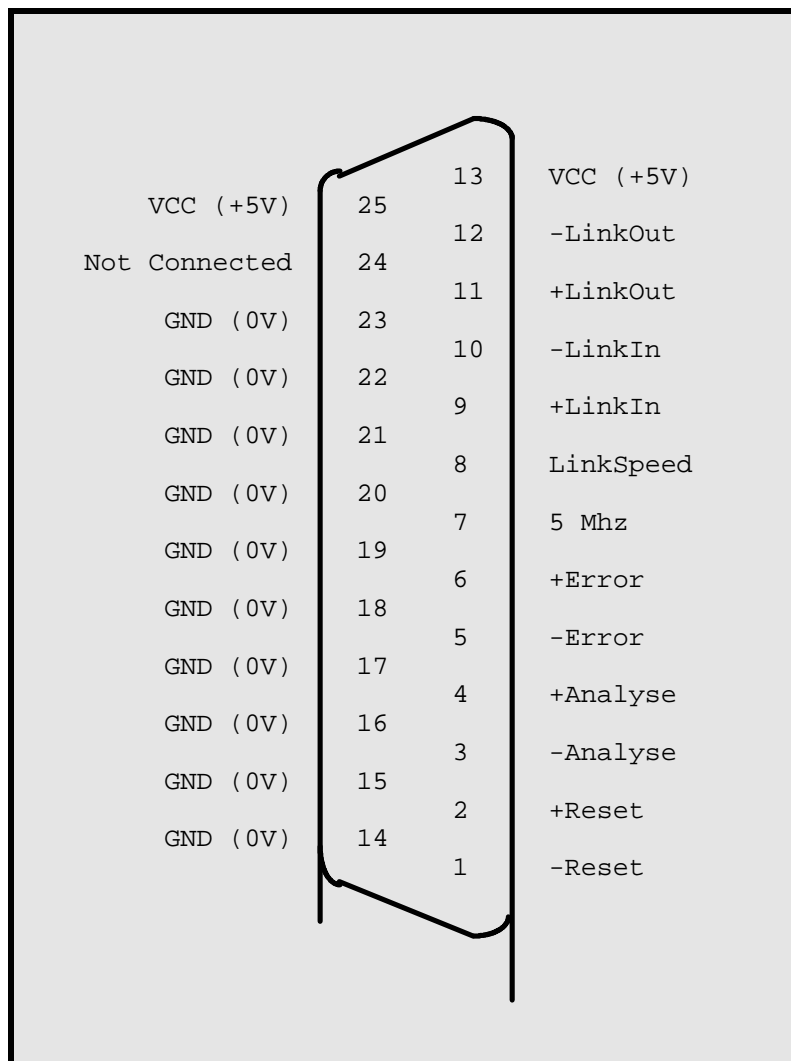 13 VCC (+5V)
VCC (+5V) 25
12 -LinkOut
Not Connected 24
11 +LinkOut
GND (0V) 23
10 -LinkIn
GND (0V) 22
9 +LinkIn
GND (0V) 21
8 LinkSpeed
GND (0V) 20
7 5 Mhz
GND (0V) 19
6 +Error
GND (0V) 18
5 -Error
GND (0V) 17
4 +Analyse
GND (0V) 16
3 -Analyse
GND (0V) 15
2 +Reset
GND (0V) 14
1 -Reset